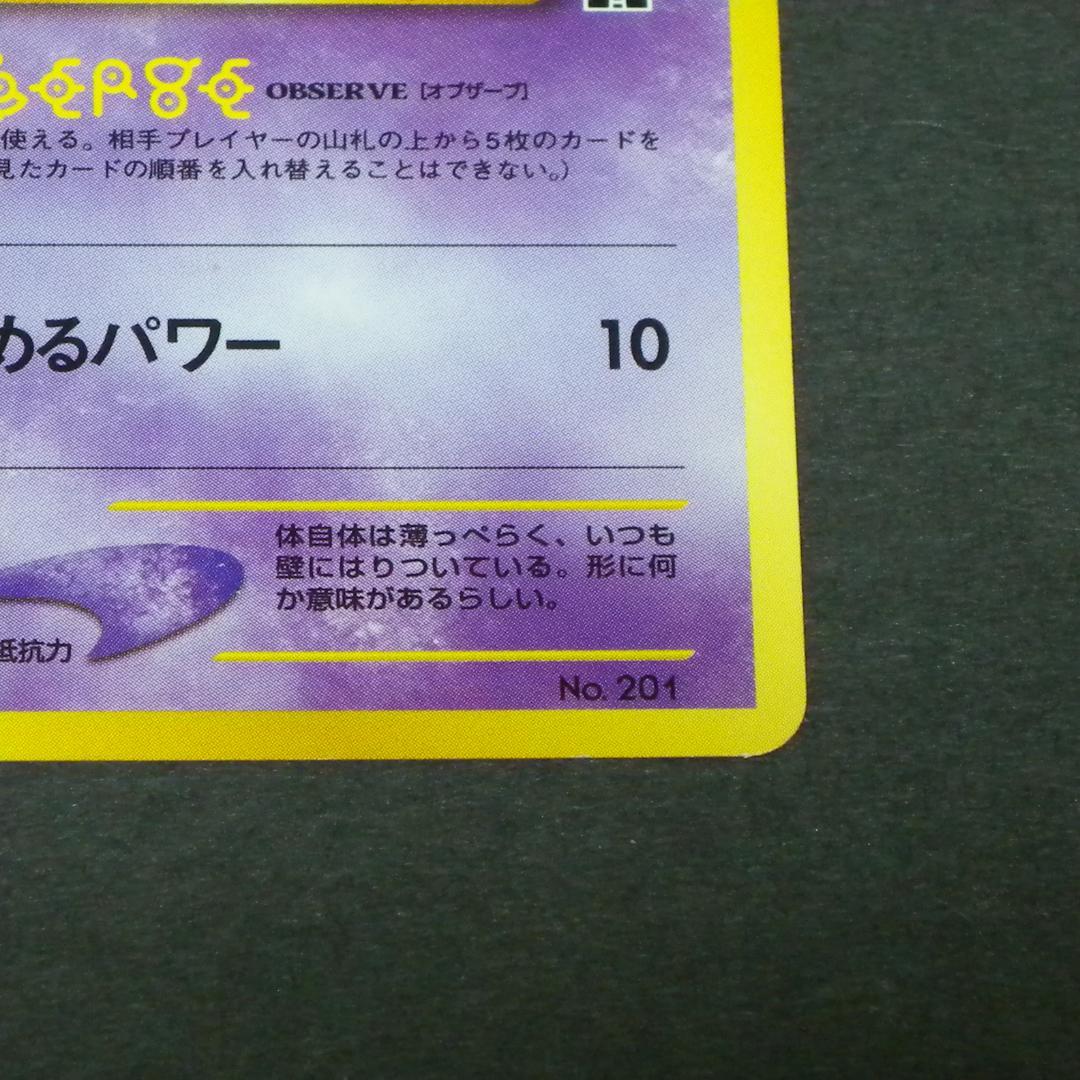 OBSERVE [オブザーブ]
使える。相手プレイヤーの山札の上から5枚のカードを
見たカードの順番を入れ替えることはできない。)
めるパワー 10
体自体は薄っぺらく、いつも
壁にはりついている。形に何
か意味があるらしい。
抵抗力
No. 201